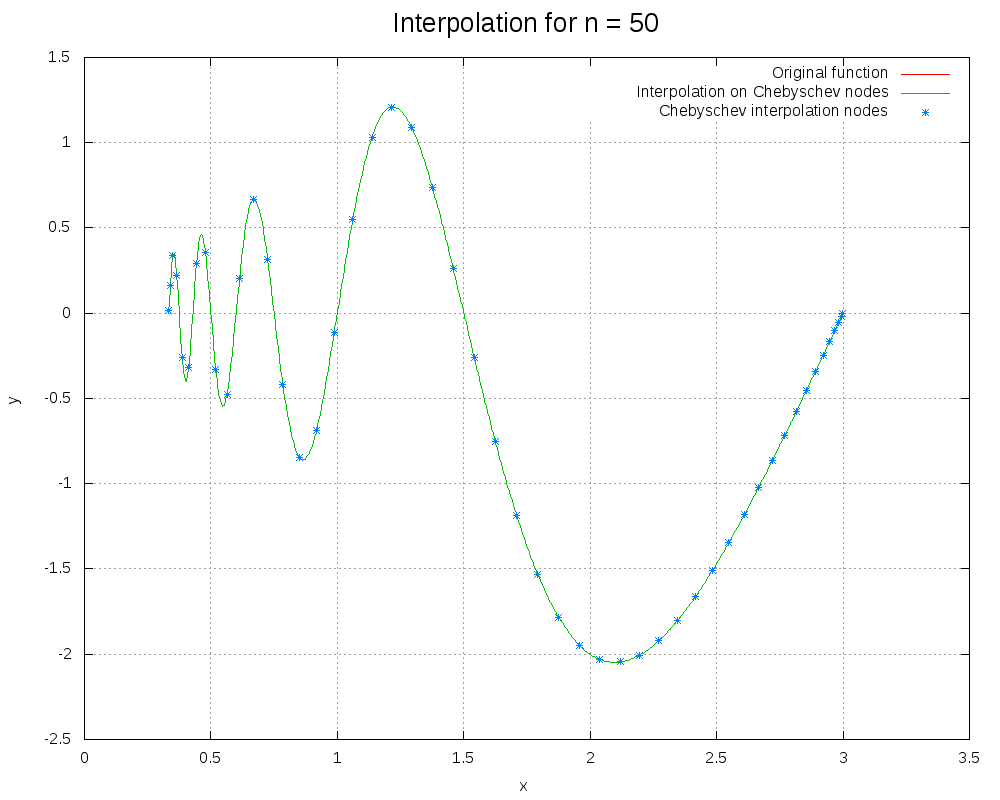 Interpolation for n = 50
1.5
Original function
Interpolation on Chebyschev nodes
Chebyschev interpolation nodes
1
0.5
0
-0.5
y
-1
-1.5
-2
-2.5
0 0.5 1 1.5 2 2.5 3 3.5
x